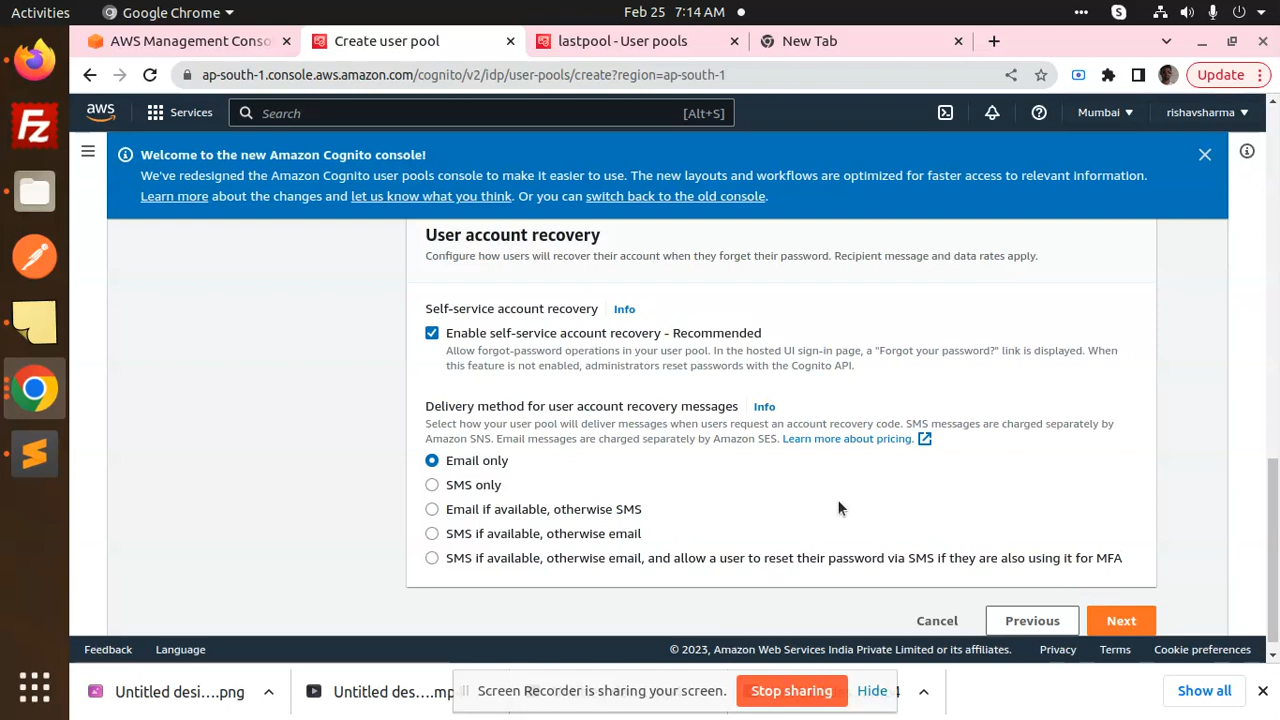 Activities
Google Chrome
Feb 25 7:14 AM
AWS Management Conso
Create user pool
lastpool - User pools
New Tab
ap-south-1.console.aws.amazon.com/cognito/v2/idp/user-pools/create?region=ap-south-1
Update
aws
Services
Search
[Alt+S]
Mumbai
rishavsharma
Welcome to the new Amazon Cognito console!
We've redesigned the Amazon Cognito user pools console to make it easier to use. The new layouts and workflows are optimized for faster access to relevant information.
Learn more about the changes and let us know what you think. Or you can switch back to the old console.
User account recovery
Configure how users will recover their account when they forget their password. Recipient message and data rates apply.
Self-service account recovery Info
Enable self-service account recovery - Recommended
Allow forgot-password operations in your user pool. In the hosted UI sign-in page, a "Forgot your password?" link is displayed. When
this feature is not enabled, administrators reset passwords with the Cognito API.
Delivery method for user account recovery messages Info
Select how your user pool will deliver messages when users request an account recovery code. SMS messages are charged separately by
Amazon SNS. Email messages are charged separately by Amazon SES. Learn more about pricing.
Email only
SMS only
Email if available, otherwise SMS
SMS if available, otherwise email
SMS if available, otherwise email, and allow a user to reset their password via SMS if they are also using it for MFA
Cancel
Previous
Next
Feedback
Language
© 2023, Amazon Web Services India Private Limited or its affiliates.
Privacy
Terms
Cookie preferences
Untitled desi....png
Untitled des....mp
Screen Recorder is sharing your screen.
Stop sharing
Hide
4
Show all